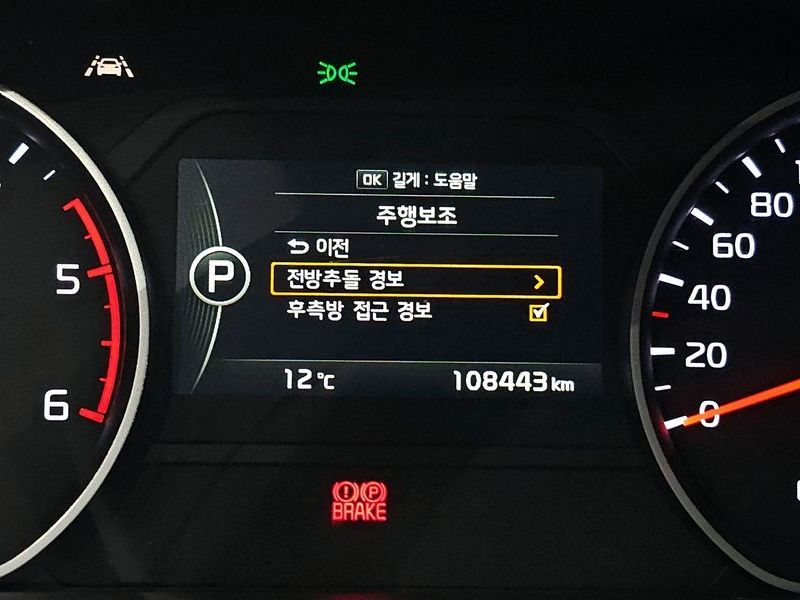 OK 길게 : 도움말
주행보조
이전
P
전방추돌 경보
후측방 접근 경보
12℃
108443 km
5
6
80
60
40
20
0
P
BRAKE